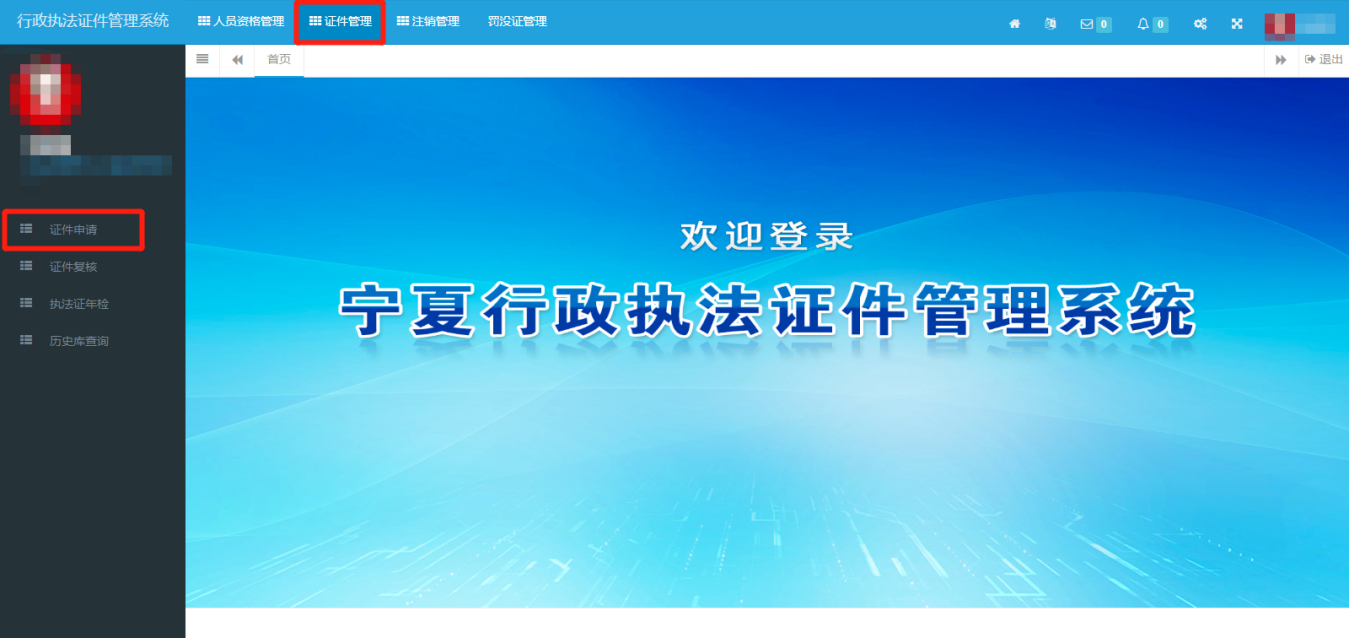 行政执法证件管理系统
人员资格管理 证件管理 注销管理 罚没证管理 0 0
首页 退出
证件申请
证件复核
执法证年检
历史库查询
欢迎登录
宁夏行政执法证件管理系统